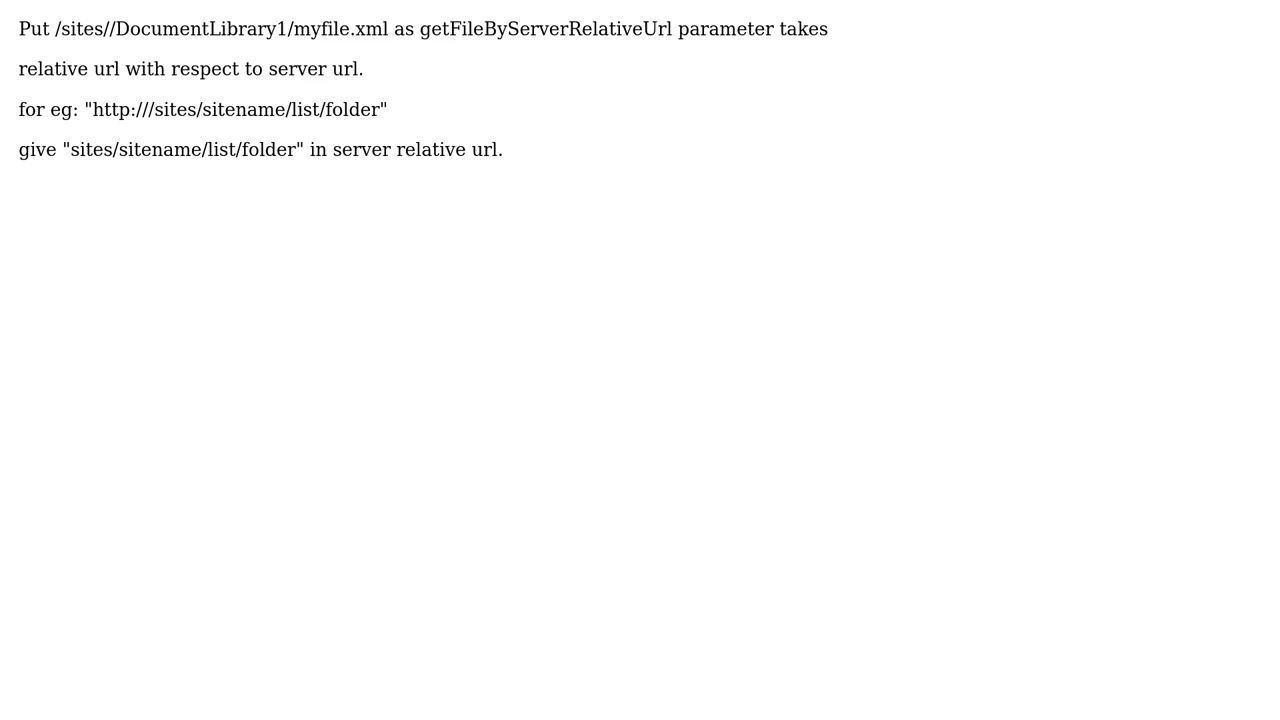 Put /sites//DocumentLibrary1/myfile.xml as getFileByServerRelativeUrl parameter takes
relative url with respect to server url.
for eg: "http:///sites/sitename/list/folder"
give "sites/sitename/list/folder" in server relative url.